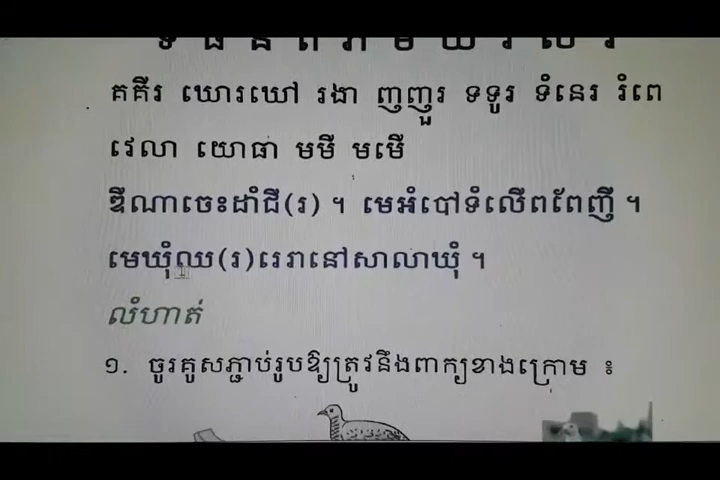 គគីរ ឃោរឃៅ រងា ញញួរ ទទូរ ទំនេរ រំពេ
វេលា យោធា មមី មមើ
ឌីណាចេះដាំជី(រ) ។ មេអំបៅទំលើពពែញី ។
មេឃុំឈ(រ)រេរានៅសាលាឃុំ ។
លំហាត់
១. ចូរគូសភ្ជាប់រូបឱ្យត្រូវនឹងពាក្យខាងក្រោម ៖